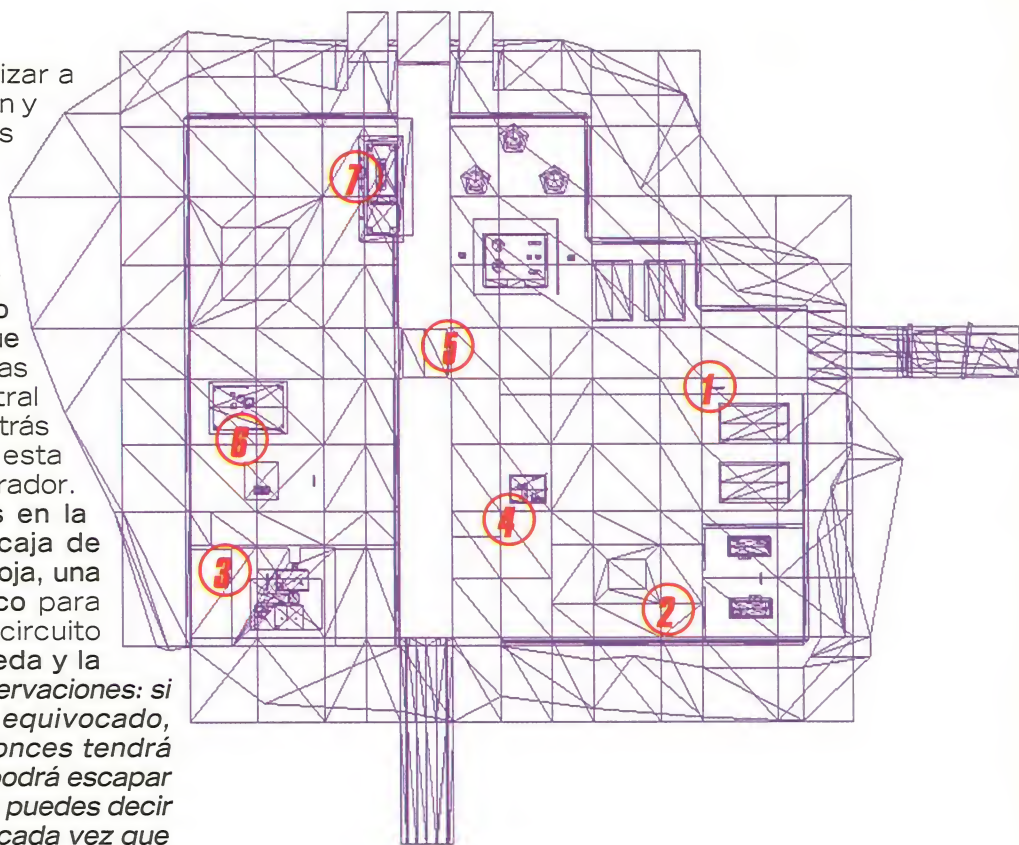 izar a
n y
s
o
ue
as
tral
trás
esta
rador.
s en la
caja de
oja, una
co para
circuito
eda y la
ervaciones: si
equivocado,
onces tendrá
podrá escapar
puedes decir
cada vez que
7
5
1
6
4
3
2